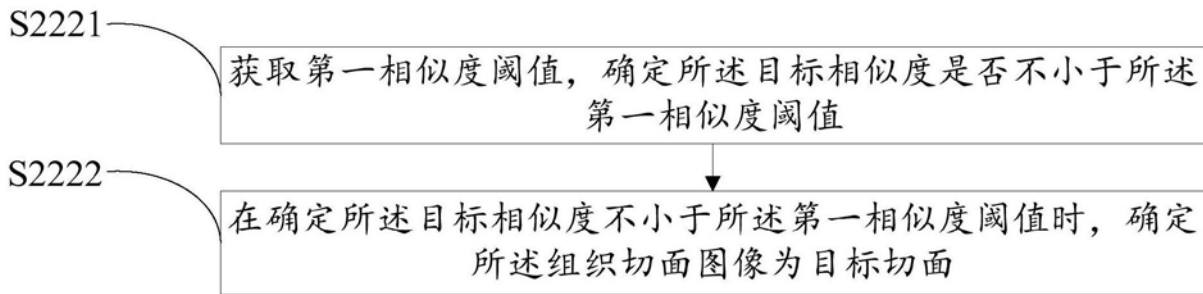 S2221
获取第一相似度阈值，确定所述目标相似度是否不小于所述
第一相似度阈值
S2222
在确定所述目标相似度不小于所述第一相似度阈值时，确定
所述组织切面图像为目标切面